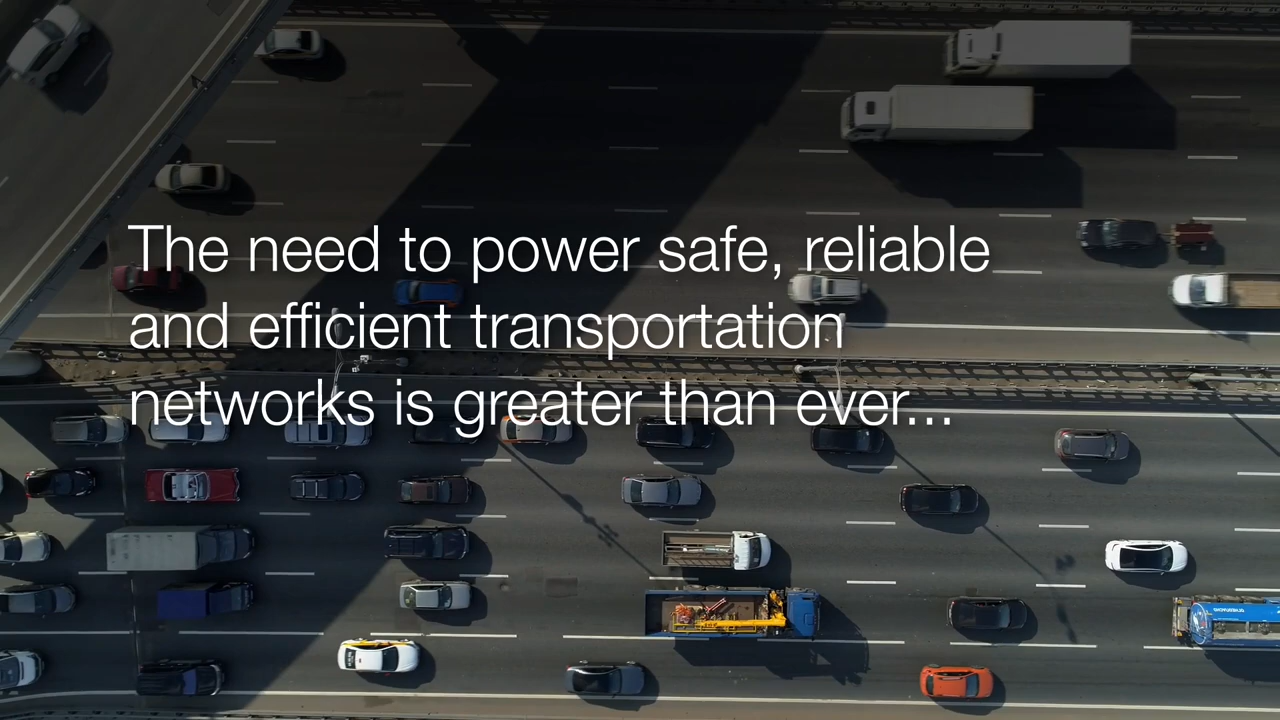 The need to power safe, reliable
and efficient transportation
networks is greater than ever...